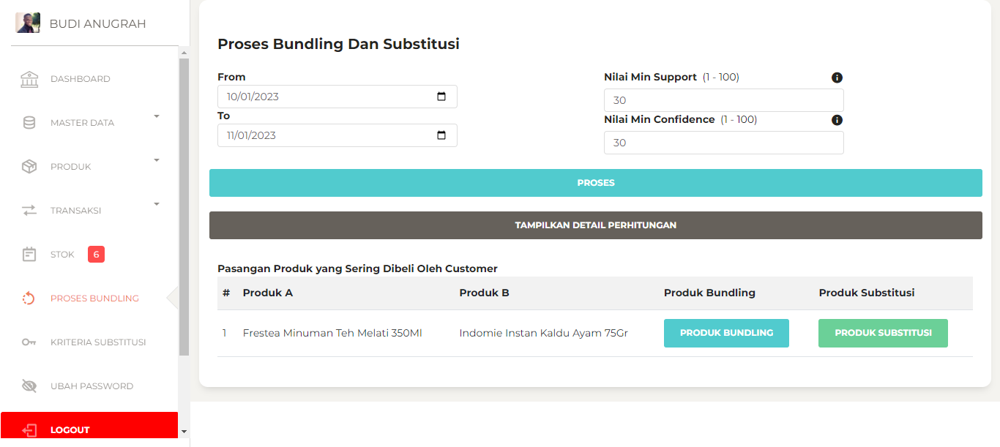 BUDI ANUGRAH
DASHBOARD
MASTER DATA
PRODUK
TRANSAKSI
STOK 6
PROSES BUNDLING
KRITERIA SUBSTITUSI
UBAH PASSWORD
LOGOUT
Proses Bundling Dan Substitusi
From
10/01/2023
To
11/01/2023
Nilai Min Support (1 - 100)
30
Nilai Min Confidence (1 - 100)
30
PROSES
TAMPILKAN DETAIL PERHITUNGAN
Pasangan Produk yang Sering Dibeli Oleh Customer
# Produk A Produk B Produk Bundling Produk Substitusi
1 Frestea Minuman Teh Melati 350Ml Indomie Instan Kaldu Ayam 75Gr PRODUK BUNDLING PRODUK SUBSTITUSI